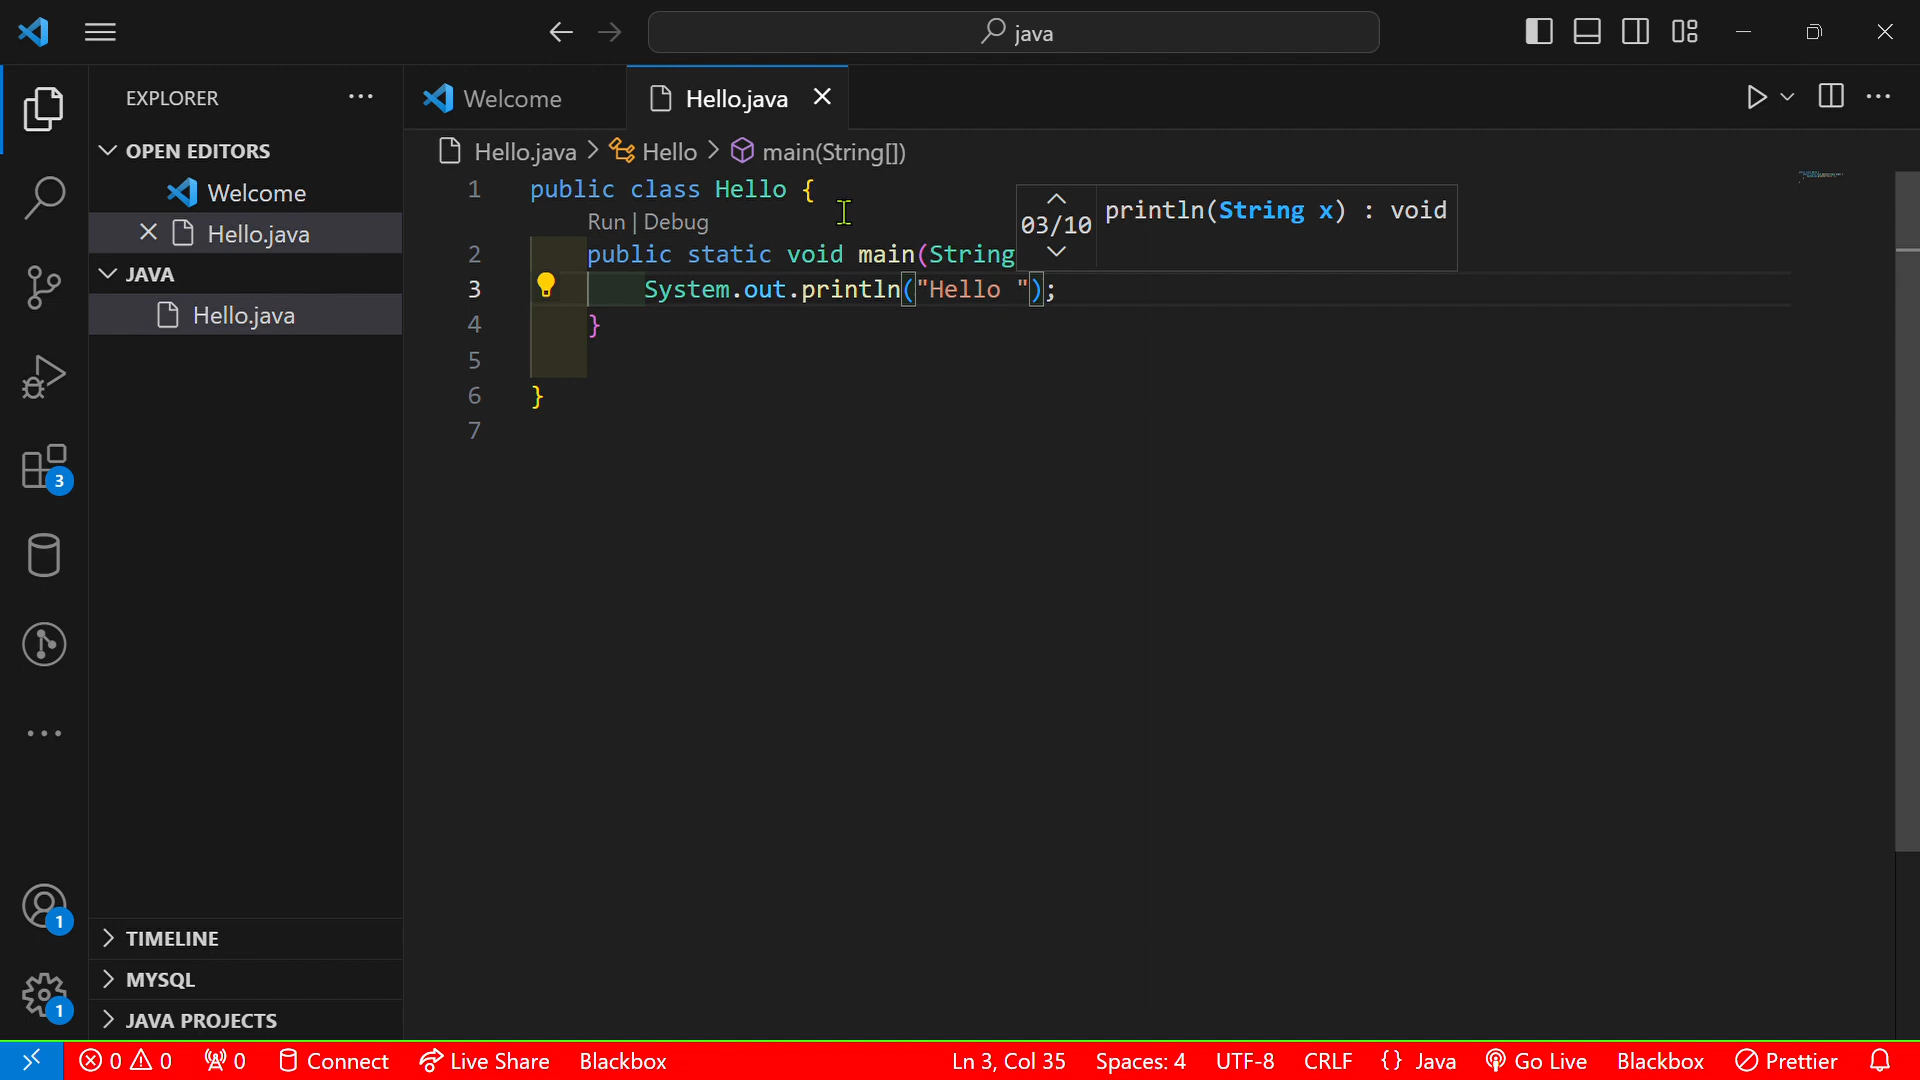 java
EXPLORER
OPEN EDITORS
Welcome
Hello.java
JAVA
Hello.java
3
1
1
TIMELINE
MYSQL
JAVA PROJECTS
Welcome
Hello.java
Hello.java > Hello > main(String[])
1 public class Hello {
Run | Debug
2 public static void main(String
3 System.out.println("Hello ");
4 }
5
6 }
7
03/10
println(String x) : void
0 0 0 Connect Live Share Blackbox Ln 3, Col 35 Spaces: 4 UTF-8 CRLF {} Java Go Live Blackbox Prettier